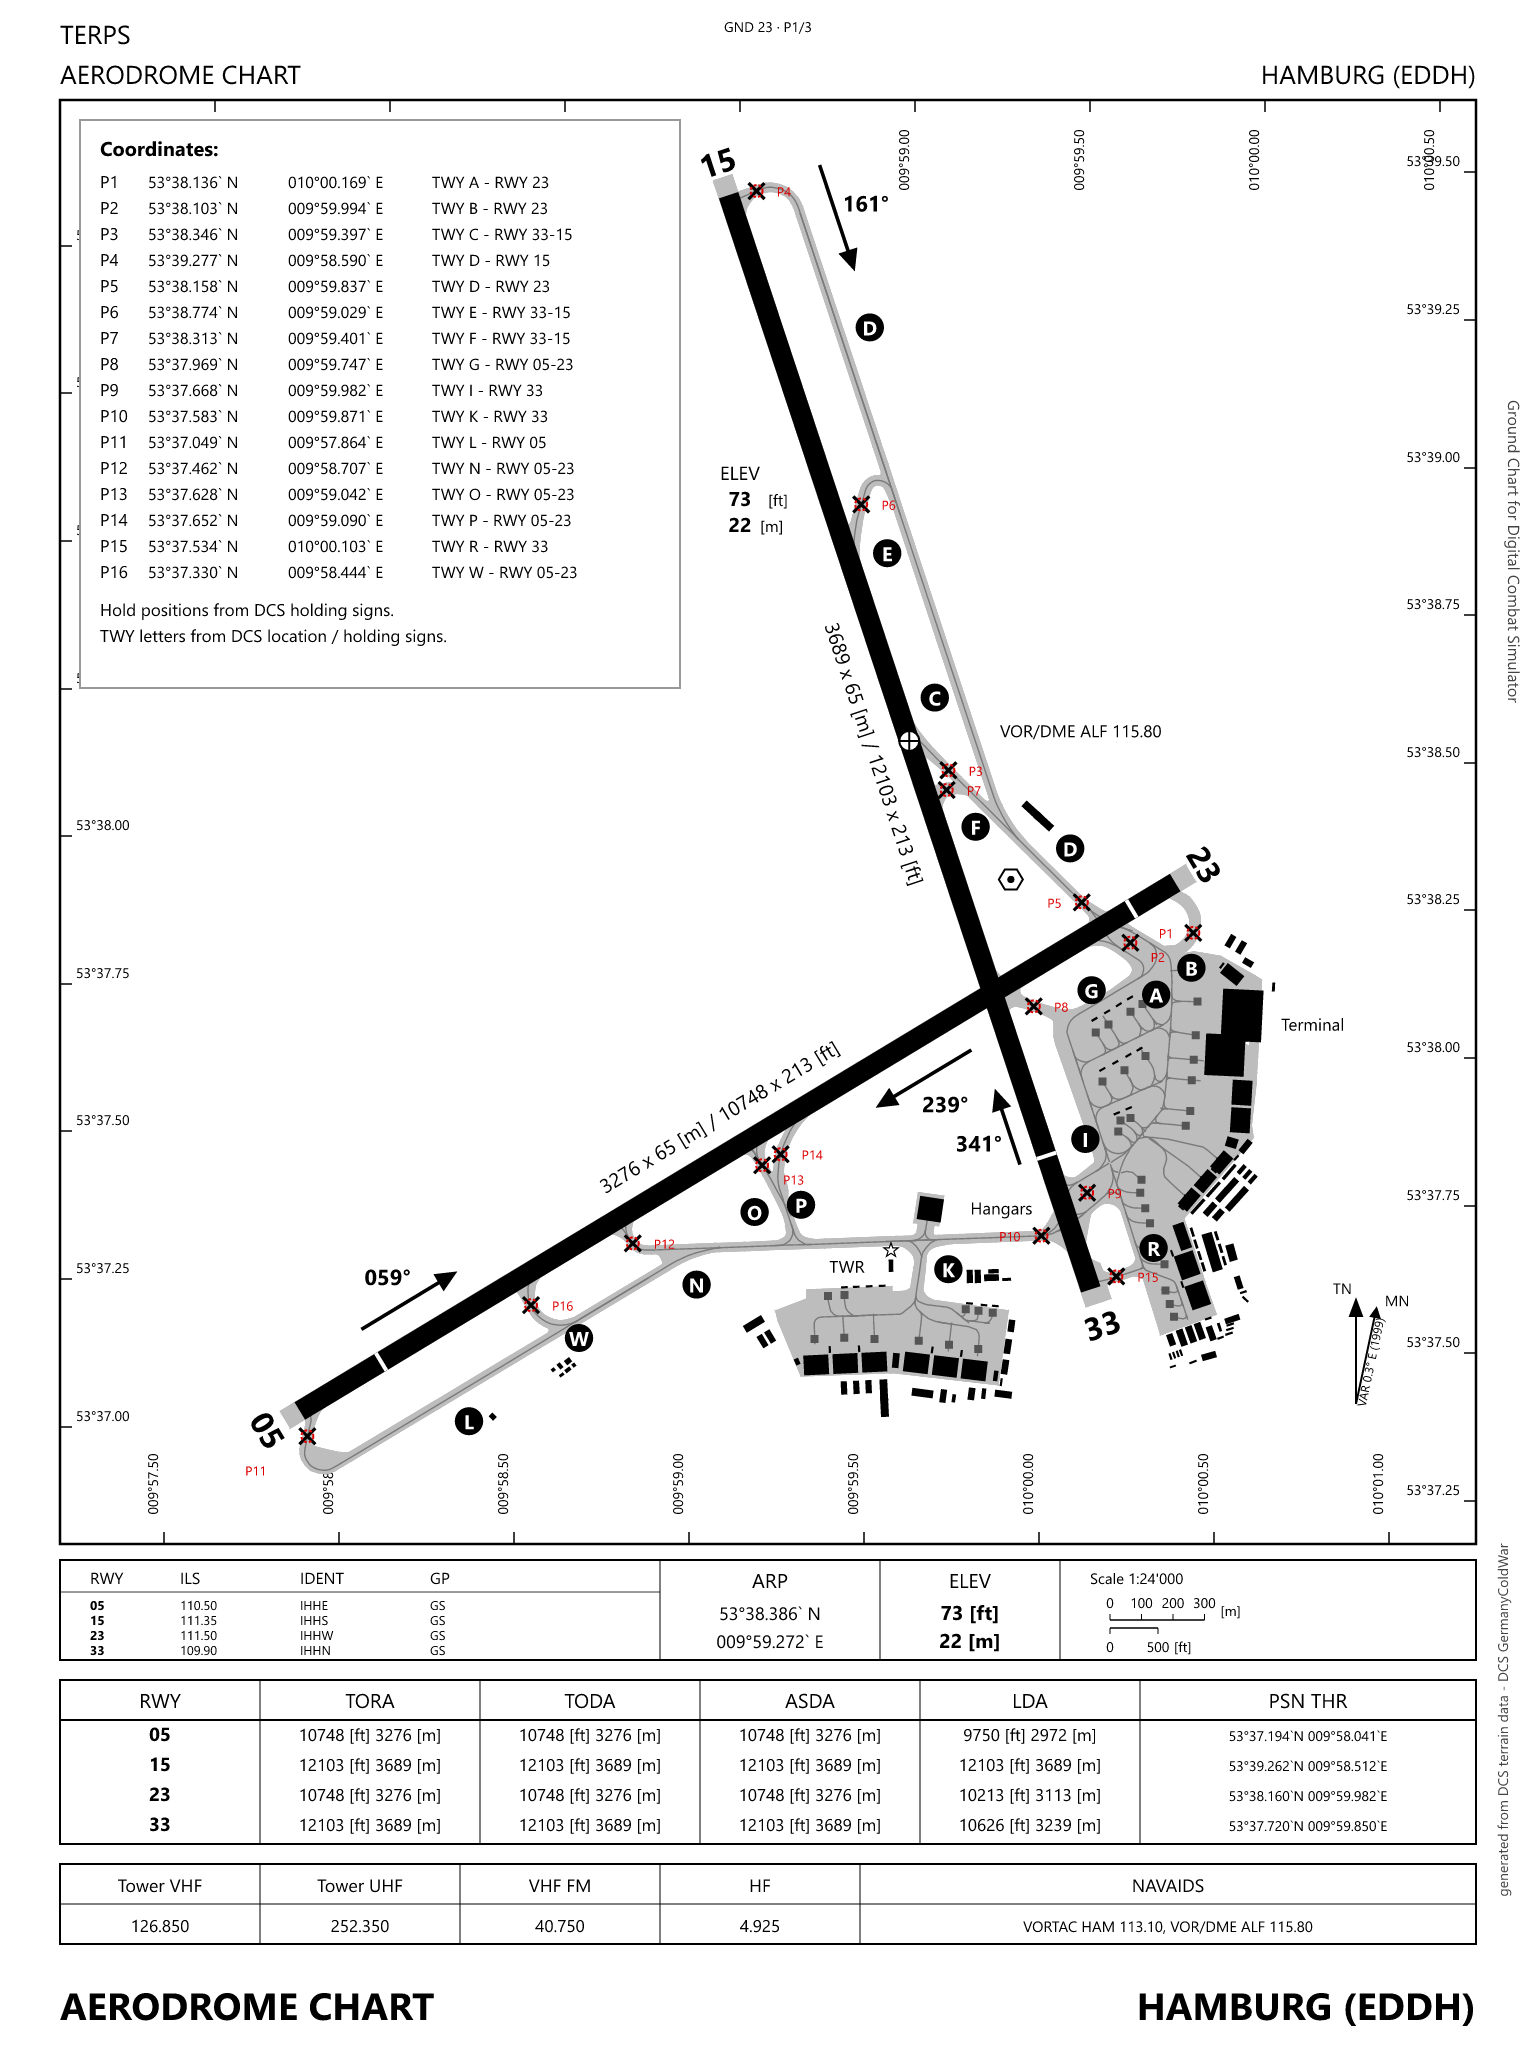 GND 23 · P1/3
TERPS
AERODROME CHART
HAMBURG (EDDH)
Coordinates:
P1 53°38.136` N 010°00.169` E TWY A - RWY 23
P2 53°38.103` N 009°59.994` E TWY B - RWY 23
P3 53°38.346` N 009°59.397` E TWY C - RWY 33-15
P4 53°39.277` N 009°58.590` E TWY D - RWY 15
P5 53°38.158` N 009°59.837` E TWY D - RWY 23
P6 53°38.774` N 009°59.029` E TWY E - RWY 33-15
P7 53°38.313` N 009°59.401` E TWY F - RWY 33-15
P8 53°37.969` N 009°59.747` E TWY G - RWY 05-23
P9 53°37.668` N 009°59.982` E TWY I - RWY 33
P10 53°37.583` N 009°59.871` E TWY K - RWY 33
P11 53°37.049` N 009°57.864` E TWY L - RWY 05
P12 53°37.462` N 009°58.707` E TWY N - RWY 05-23
P13 53°37.628` N 009°59.042` E TWY O - RWY 05-23
P14 53°37.652` N 009°59.090` E TWY P - RWY 05-23
P15 53°37.534` N 010°00.103` E TWY R - RWY 33
P16 53°37.330` N 009°58.444` E TWY W - RWY 05-23
Hold positions from DCS holding signs.
TWY letters from DCS location / holding signs.
009°59.00
009°59.50
010°00.00
010°00.50
53°39.50
15
P4
161°
D
53°39.25
ELEV
73 [ft]
22 [m]
53°39.00
P6
E
53°38.75
3689 x 65 [m] / 12103 x 213 [ft]
C
VOR/DME ALF 115.80
53°38.50
P3
P7
F
D
53°38.00
23
P5
53°38.25
P1
P2
B
53°37.75
G
A
P8
Terminal
53°38.00
3276 x 65 [m] / 10748 x 213 [ft]
239°
341°
53°37.50
I
P14
P13
P9
53°37.75
O
P
Hangars
P10
P12
R
TWR
K
N
P15
53°37.25
059°
P16
W
33
TN
MN
VAR 0.3° E (1999)
53°37.50
53°37.00
05
L
P11
009°57.50
009°58
009°58.50
009°59.00
009°59.50
010°00.00
010°00.50
010°01.00
53°37.25
Ground Chart for Digital Combat Simulator
generated from DCS terrain data - DCS GermanyColdWar
RWY ILS IDENT GP
05 110.50 IHHE GS
15 111.35 IHHS GS
23 111.50 IHHW GS
33 109.90 IHHN GS
ARP
53°38.386` N
009°59.272` E
ELEV
73 [ft]
22 [m]
Scale 1:24'000
0 100 200 300 [m]
0 500 [ft]
RWY TORA TODA ASDA LDA PSN THR
05 10748 [ft] 3276 [m] 10748 [ft] 3276 [m] 10748 [ft] 3276 [m] 9750 [ft] 2972 [m] 53°37.194`N 009°58.041`E
15 12103 [ft] 3689 [m] 12103 [ft] 3689 [m] 12103 [ft] 3689 [m] 12103 [ft] 3689 [m] 53°39.262`N 009°58.512`E
23 10748 [ft] 3276 [m] 10748 [ft] 3276 [m] 10748 [ft] 3276 [m] 10213 [ft] 3113 [m] 53°38.160`N 009°59.982`E
33 12103 [ft] 3689 [m] 12103 [ft] 3689 [m] 12103 [ft] 3689 [m] 10626 [ft] 3239 [m] 53°37.720`N 009°59.850`E
Tower VHF Tower UHF VHF FM HF NAVAIDS
126.850 252.350 40.750 4.925 VORTAC HAM 113.10, VOR/DME ALF 115.80
AERODROME CHART
HAMBURG (EDDH)